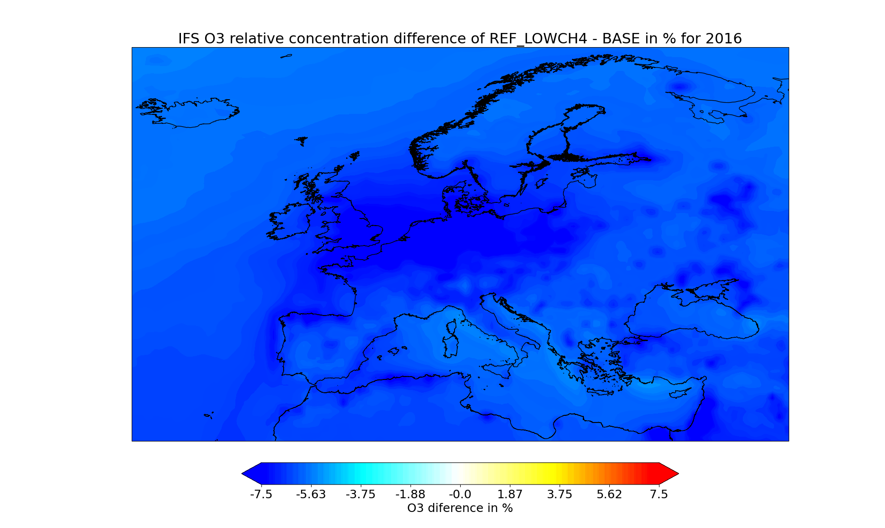 IFS O3 relative concentration difference of REF_LOWCH4 - BASE in % for 2016
-7.5 -5.63 -3.75 -1.88 -0.0 1.87 3.75 5.62 7.5
O3 diference in %